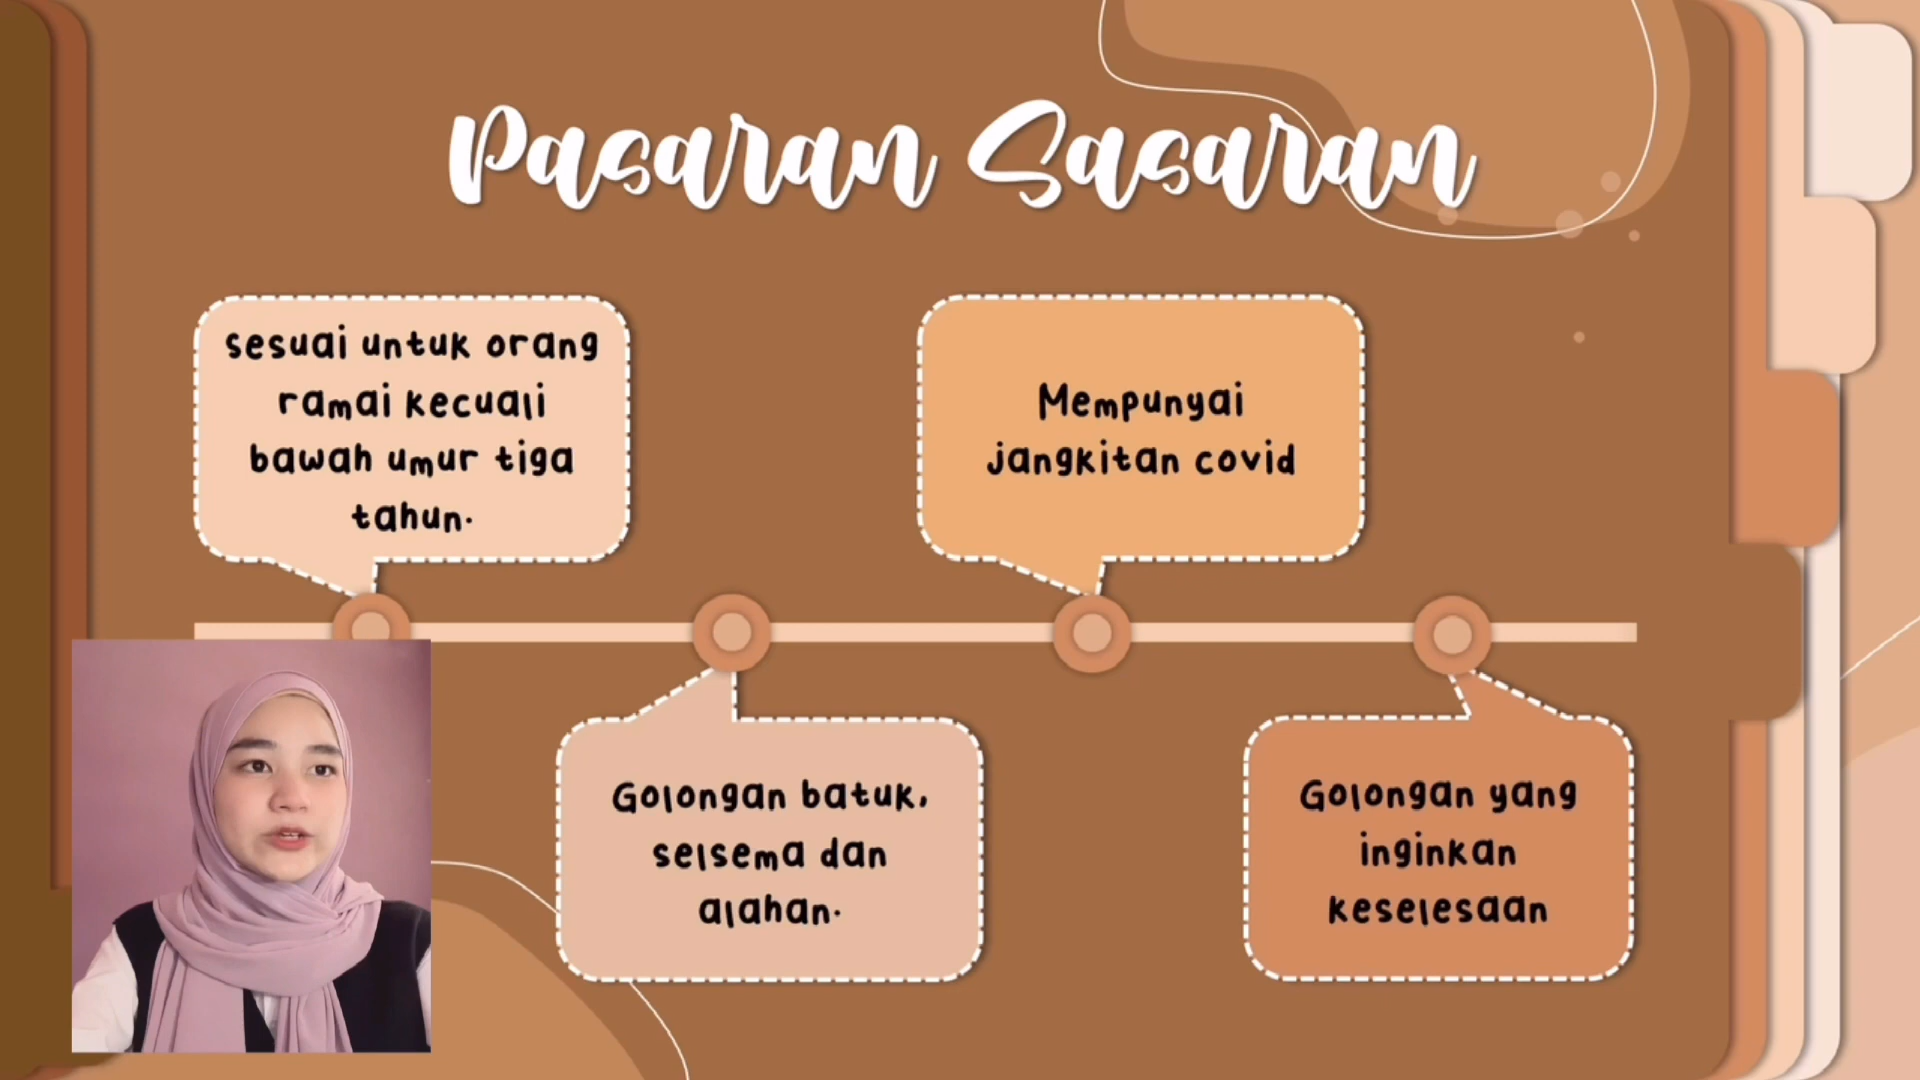 Pasaran Sasaran
sesuai untuk orang
ramai kecuali
bawah umur tiga
tahun.
Golongan batuk,
selsema dan
alahan.
Mempunyai
jangkitan covid
Golongan yang
inginkan
keselesaan